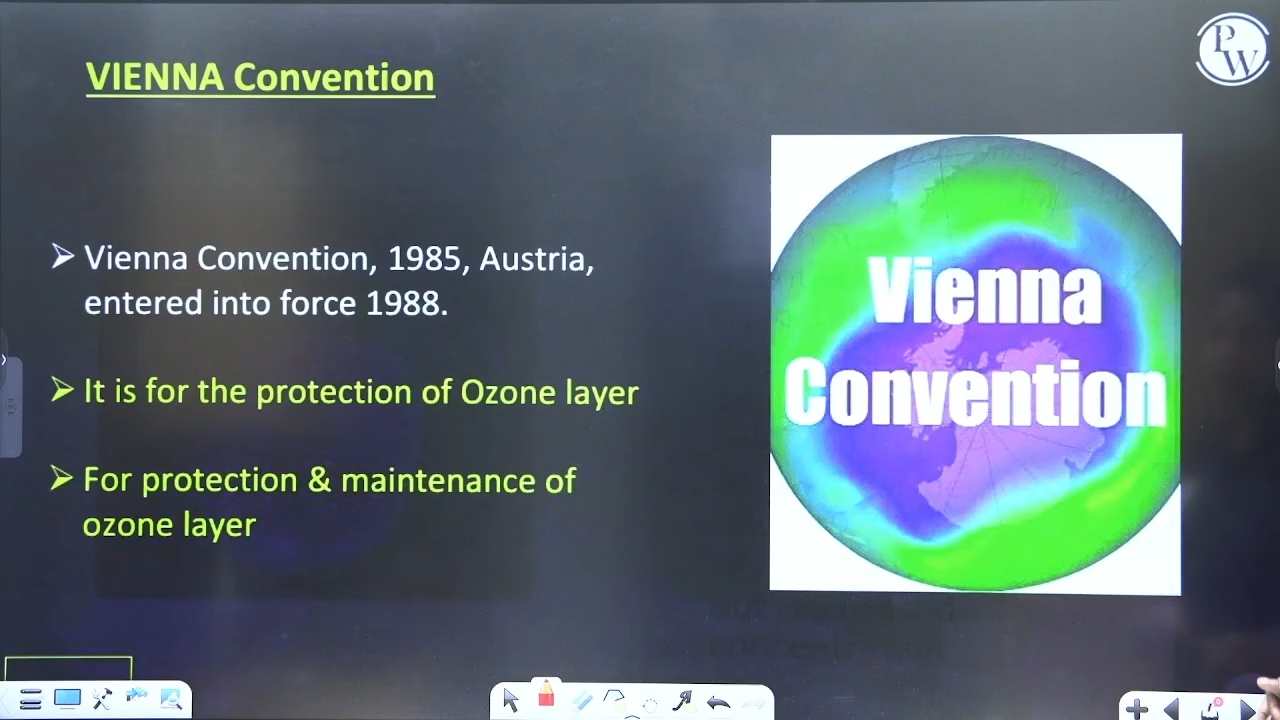 VIENNA Convention
PW
Vienna Convention, 1985, Austria,
entered into force 1988.
It is for the protection of Ozone layer
For protection & maintenance of
ozone layer
Vienna
Convention